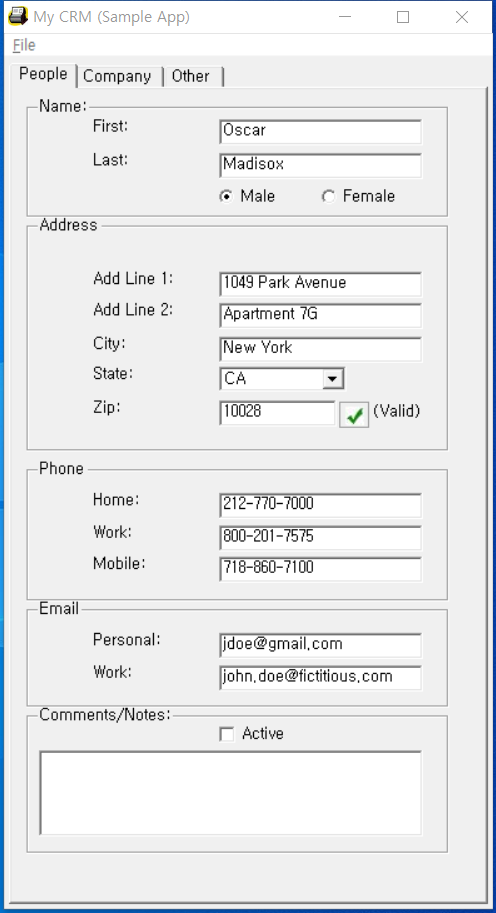 My CRM (Sample App)
File
People Company Other
Name:
First: Oscar
Last: Madisox
Male Female
Address
Add Line 1: 1049 Park Avenue
Add Line 2: Apartment 7G
City: New York
State: CA
Zip: 10028 (Valid)
Phone
Home: 212-770-7000
Work: 800-201-7575
Mobile: 718-860-7100
Email
Personal: jdoe@gmail.com
Work: john.doe@fictitious.com
Comments/Notes:
Active